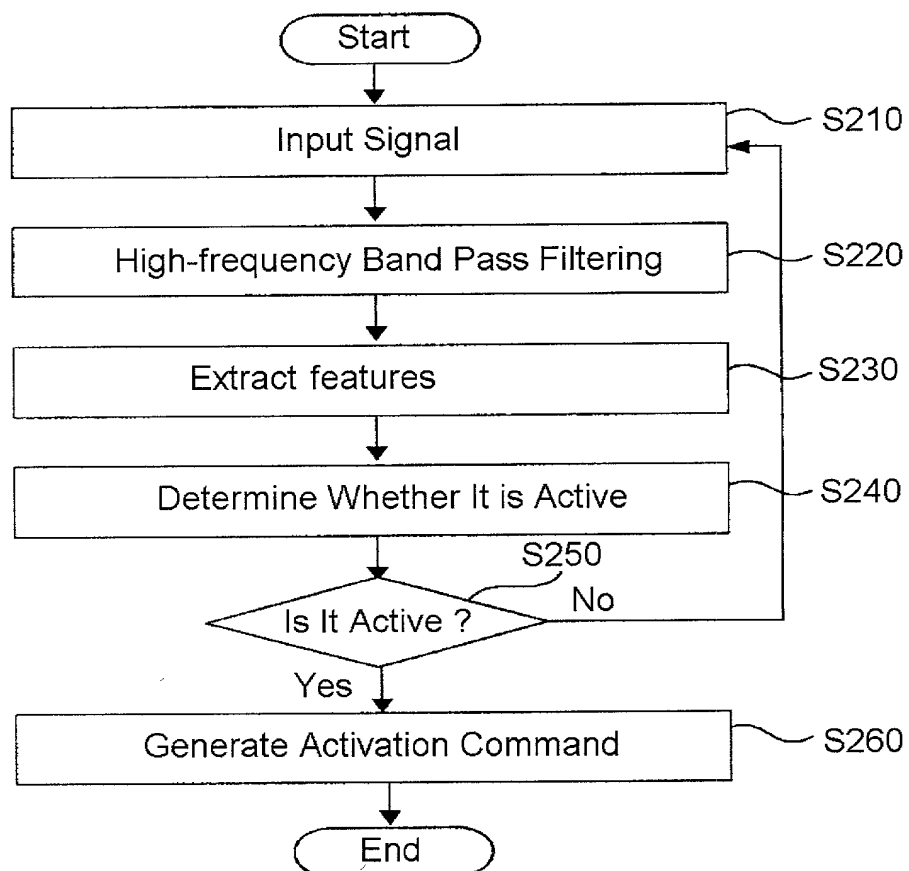 Start
Input Signal
S210
High-frequency Band Pass Filtering
S220
Extract features
S230
Determine Whether It is Active
S240
S250
Is It Active ?
No
Yes
Generate Activation Command
S260
End